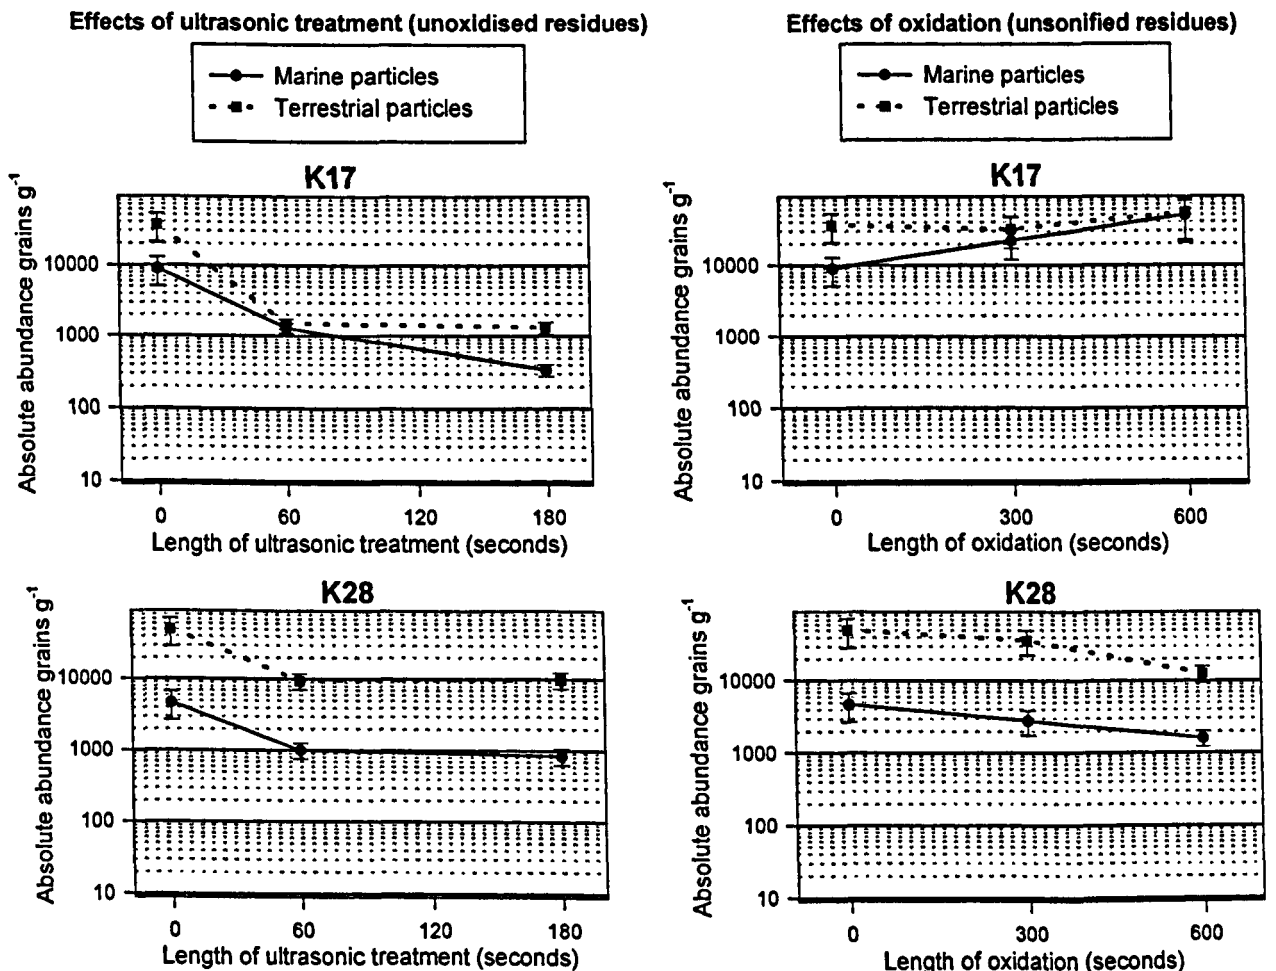 Effects of ultrasonic treatment (unoxidised residues)
Marine particles
Terrestrial particles
K17
Absolute abundance grains g⁻¹
10000
1000
100
10
0 60 120 180
Length of ultrasonic treatment (seconds)
K28
Absolute abundance grains g⁻¹
10000
1000
100
10
0 60 120 180
Length of ultrasonic treatment (seconds)
Effects of oxidation (unsonified residues)
Marine particles
Terrestrial particles
K17
Absolute abundance grains g⁻¹
10000
1000
100
10
0 300 600
Length of oxidation (seconds)
K28
Absolute abundance grains g⁻¹
10000
1000
100
10
0 300 600
Length of oxidation (seconds)